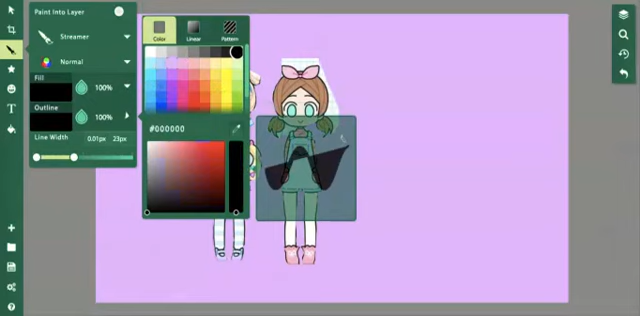 Paint Into Layer
Streamer
Normal
Fill
100%
Outline
100%
Line Width
0.01px 23px
Color
Linear
Pattern
#000000
T
?